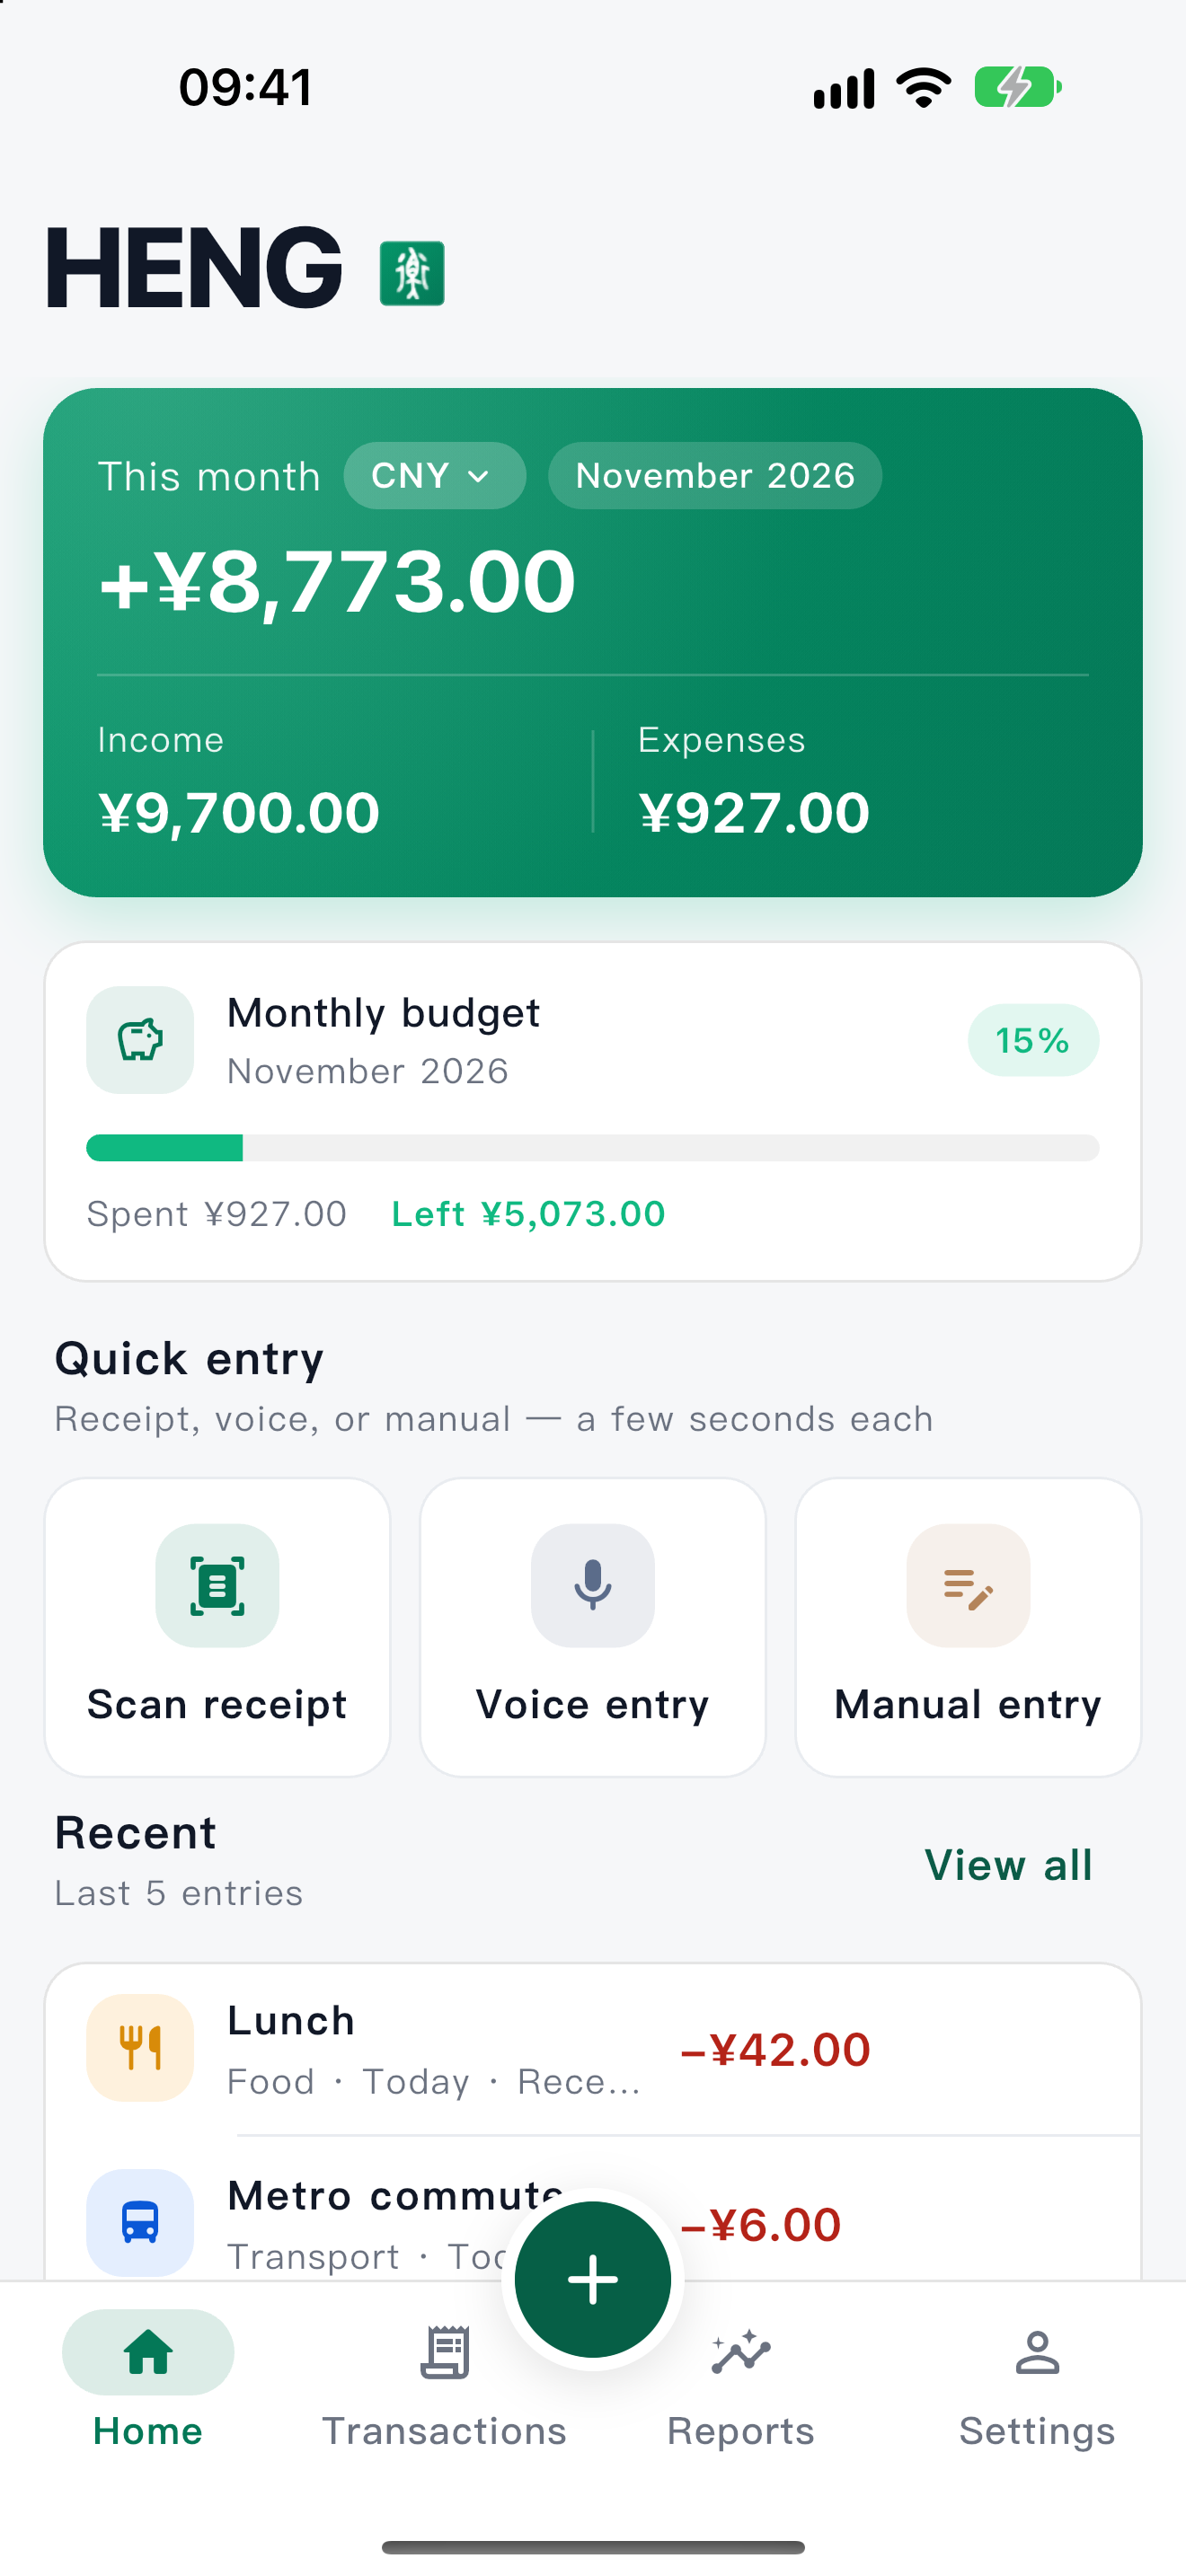 09:41
HENG 衡
This month CNY November 2026
+¥8,773.00
Income Expenses
¥9,700.00 ¥927.00
Monthly budget
November 2026
15%
Spent ¥927.00 Left ¥5,073.00
Quick entry
Receipt, voice, or manual — a few seconds each
Scan receipt Voice entry Manual entry
Recent
Last 5 entries
View all
Lunch
Food · Today · Rece...
–¥42.00
Metro commute
Transport ·
–¥6.00
Home Transactions Reports Settings